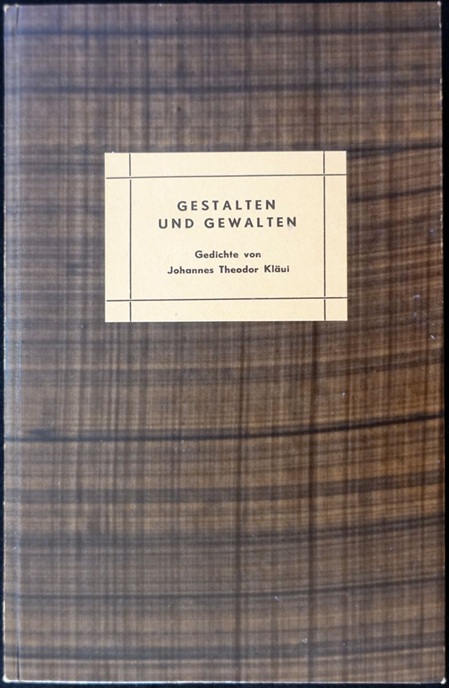 GESTALTEN
UND GEWALTEN
Gedichte von
Johannes Theodor Kläui